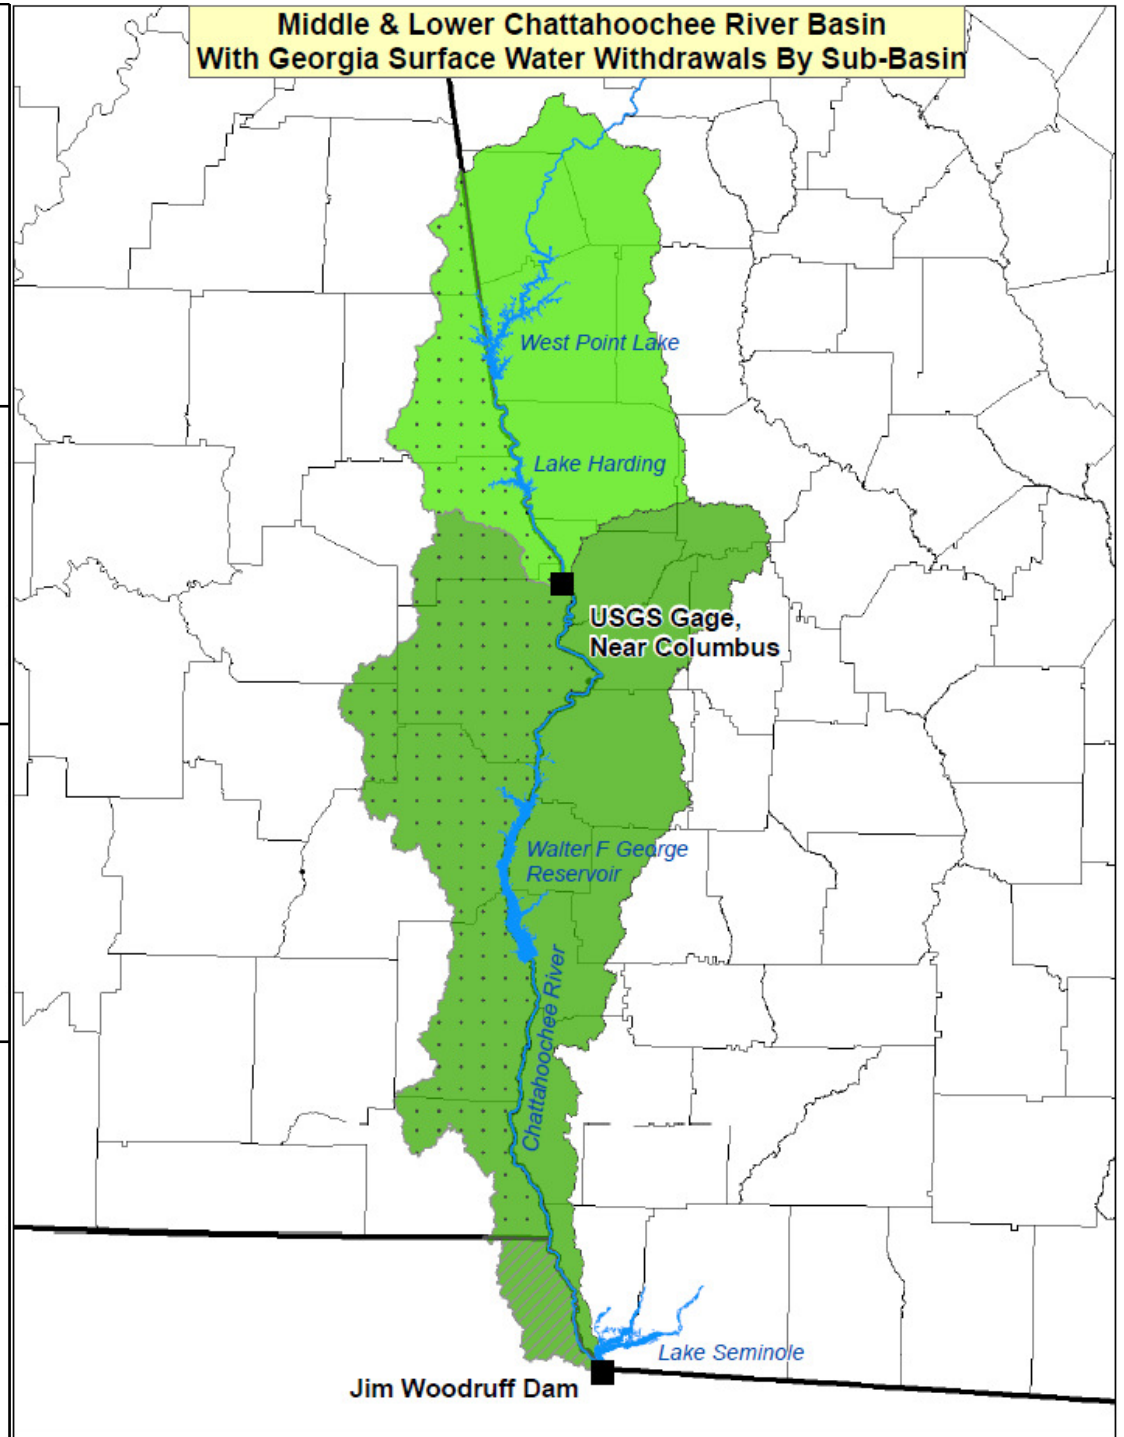 Middle & Lower Chattahoochee River Basin
With Georgia Surface Water Withdrawals By Sub-Basin
West Point Lake
Lake Harding
USGS Gage,
Near Columbus
Walter F George
Reservoir
Chattahoochee River
Lake Seminole
Jim Woodruff Dam